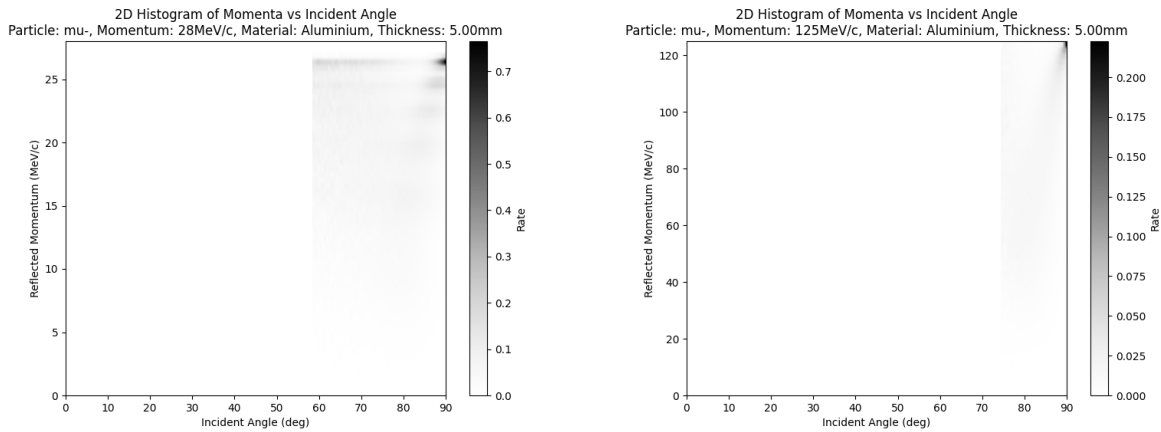 2D Histogram of Momenta vs Incident Angle
Particle: mu-, Momentum: 28MeV/c, Material: Aluminium, Thickness: 5.00mm
Reflected Momentum (MeV/c)
25
20
15
10
5
0
0 10 20 30 40 50 60 70 80 90
Incident Angle (deg)
0.7
0.6
0.5
0.4
0.3
0.2
0.1
0.0
Rate
2D Histogram of Momenta vs Incident Angle
Particle: mu-, Momentum: 125MeV/c, Material: Aluminium, Thickness: 5.00mm
Reflected Momentum (MeV/c)
120
100
80
60
40
20
0
0 10 20 30 40 50 60 70 80 90
Incident Angle (deg)
0.200
0.175
0.150
0.125
0.100
0.075
0.050
0.025
0.000
Rate